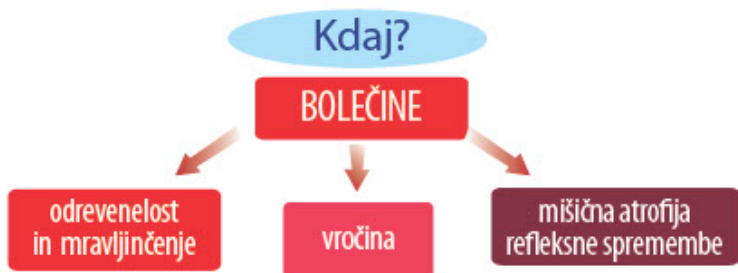 Kdaj?
BOLEČINE
odrevenelost
in mravljinčenje
vročina
mišična atrofija
refleksne spremembe